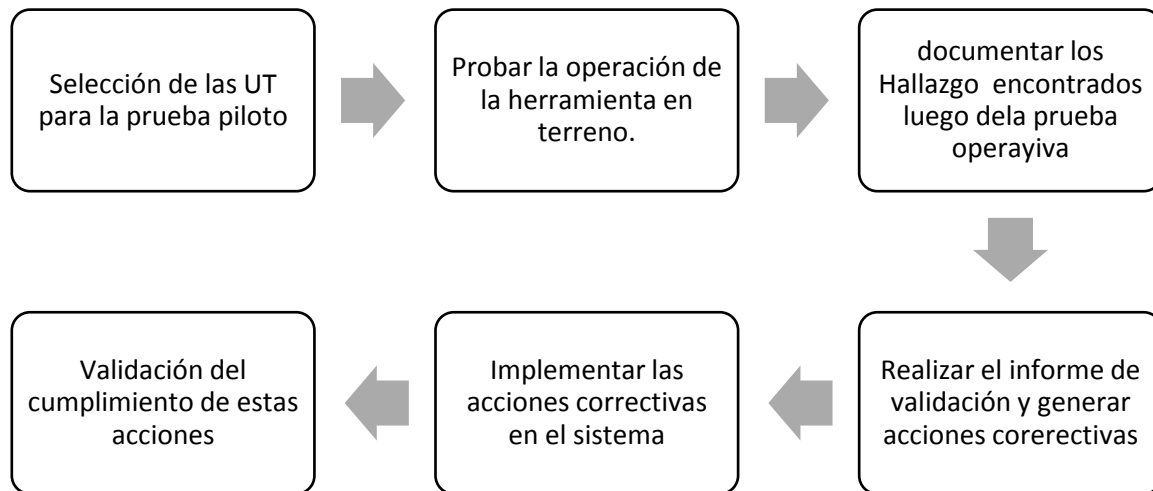 Selección de las UT
para la prueba piloto
Probar la operación de
la herramienta en
terreno.
documentar los
Hallazgo encontrados
luego dela prueba
operayiva
Realizar el informe de
validación y generar
acciones corerectivas
Implementar las
acciones correctivas
en el sistema
Validación del
cumplimiento de estas
acciones